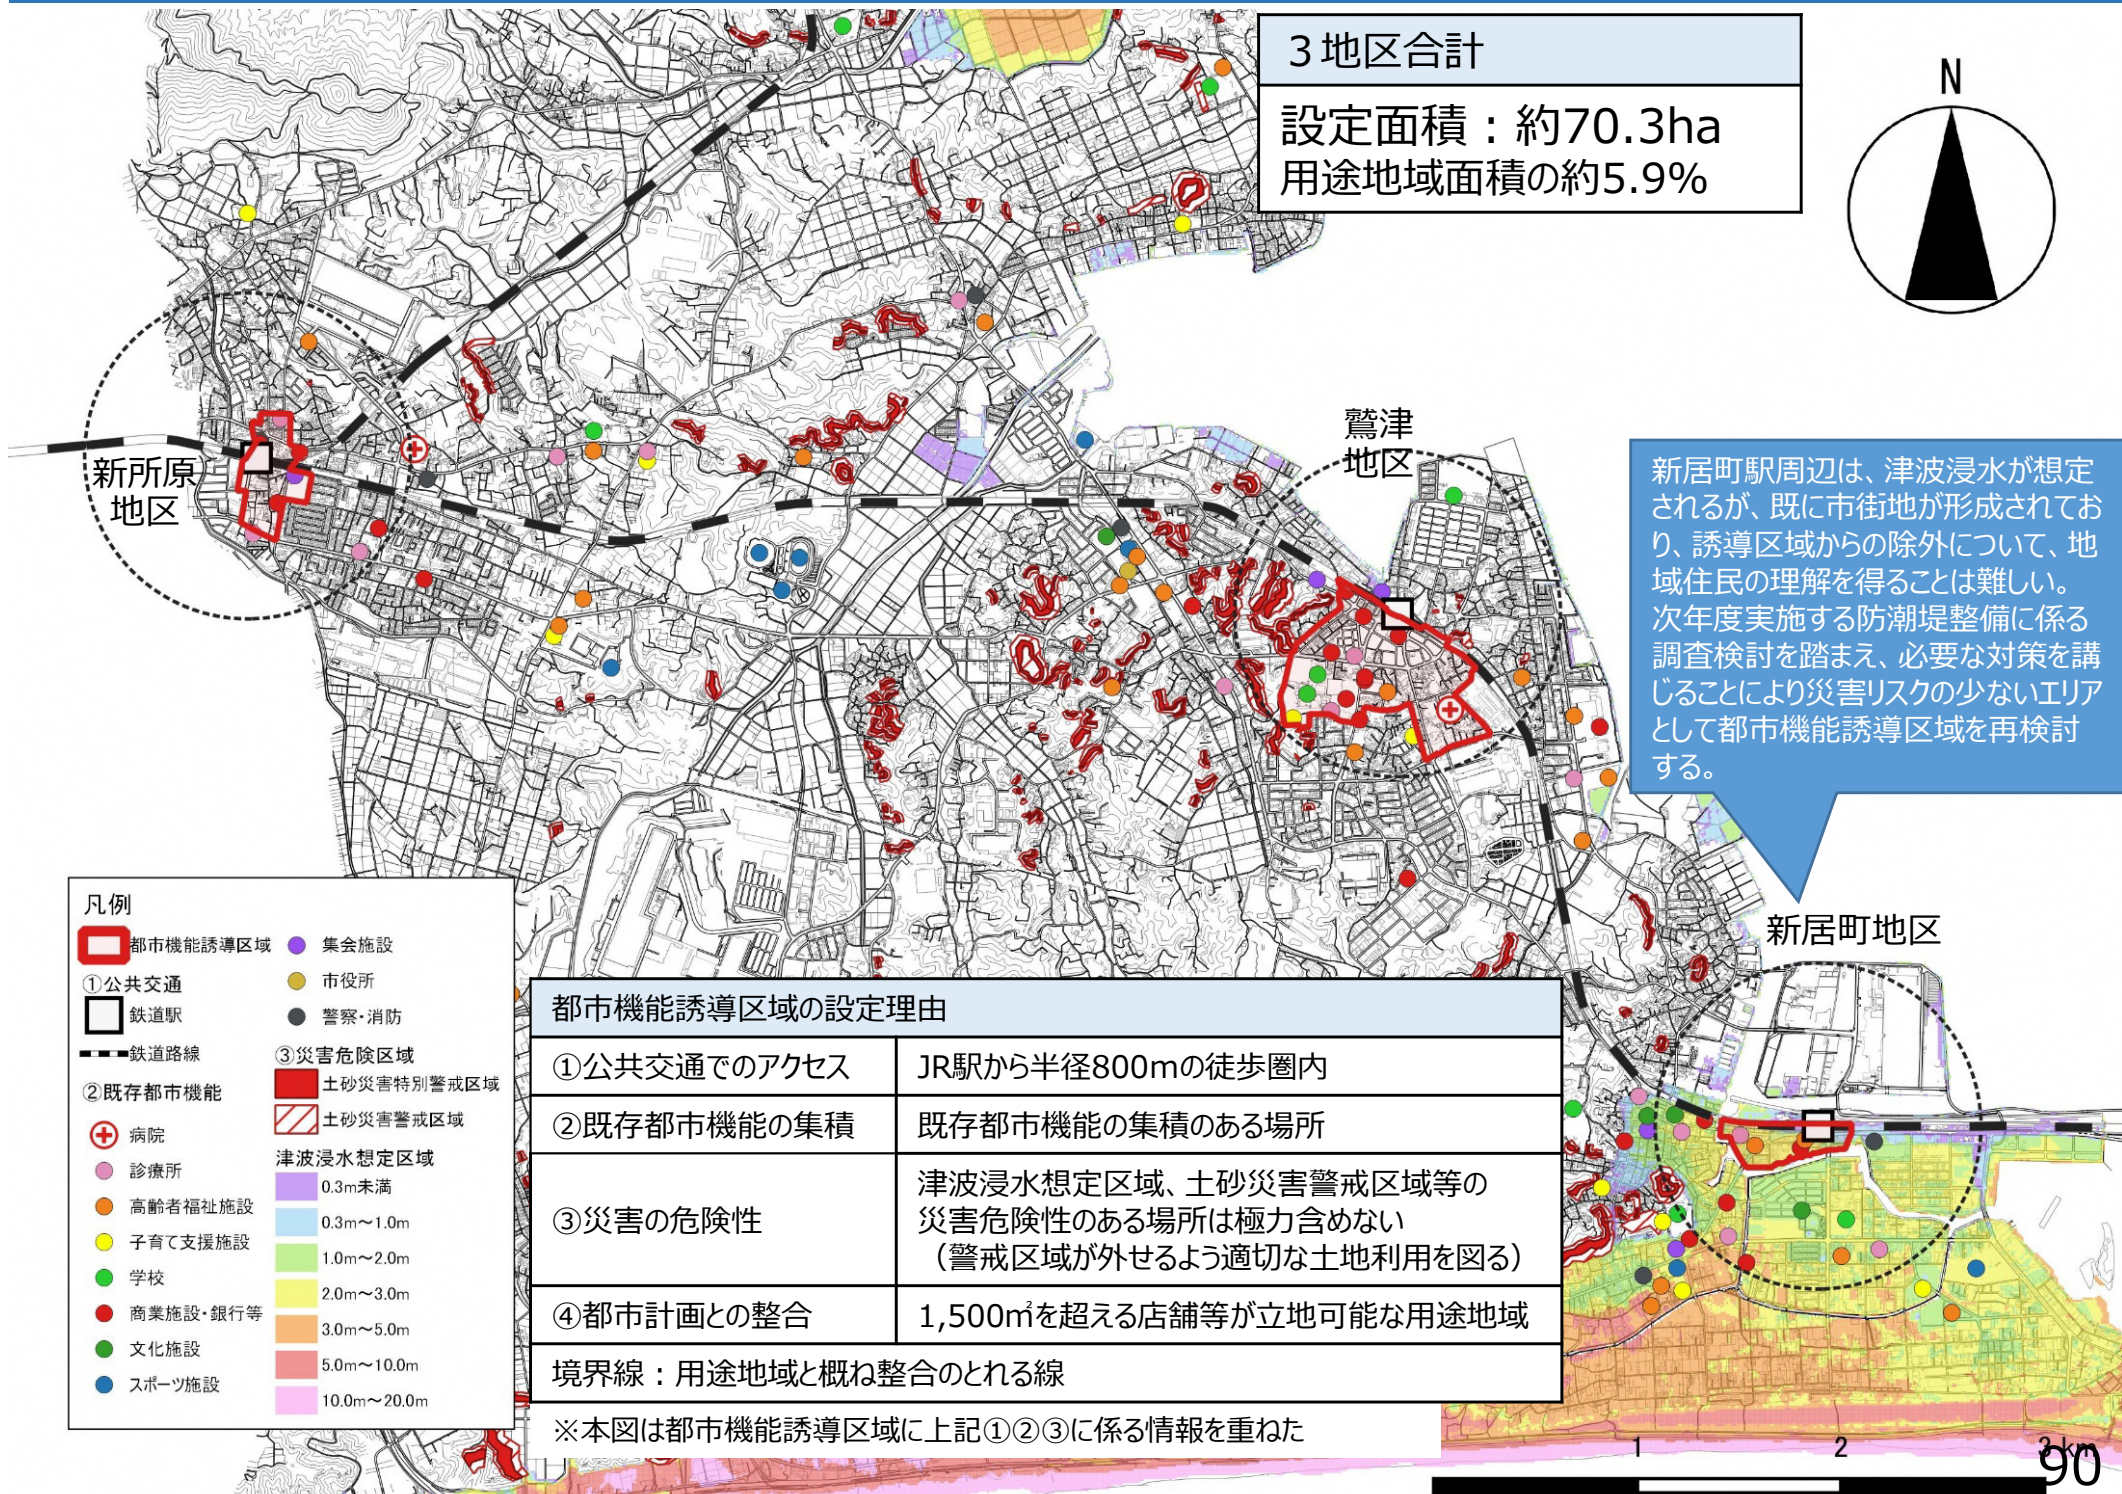 3地区合計
設定面積：約70.3ha
用途地域面積の約5.9%
N
新所原
地区
鷲津
地区
新居町駅周辺は、津波浸水が想定
されるが、既に市街地が形成されてお
り、誘導区域からの除外について、地
域住民の理解を得ることは難しい。
次年度実施する防潮堤整備に係る
調査検討を踏まえ、必要な対策を講
じることにより災害リスクの少ないエリア
として都市機能誘導区域を再検討
する。
新居町地区
凡例
都市機能誘導区域
①公共交通
鉄道駅
鉄道路線
②既存都市機能
病院
診療所
高齢者福祉施設
子育て支援施設
学校
商業施設・銀行等
文化施設
スポーツ施設
集会施設
市役所
警察・消防
③災害危険区域
土砂災害特別警戒区域
土砂災害警戒区域
津波浸水想定区域
0.3m未満
0.3m～1.0m
1.0m～2.0m
2.0m～3.0m
3.0m～5.0m
5.0m～10.0m
10.0m～20.0m
都市機能誘導区域の設定理由
①公共交通でのアクセス JR駅から半径800mの徒歩圏内
②既存都市機能の集積 既存都市機能の集積のある場所
③災害の危険性 津波浸水想定区域、土砂災害警戒区域等の
災害危険性のある場所は極力含めない
（警戒区域が外せるよう適切な土地利用を図る）
④都市計画との整合 1,500㎡を超える店舗等が立地可能な用途地域
境界線：用途地域と概ね整合のとれる線
※本図は都市機能誘導区域に上記①②③に係る情報を重ねた
1 2 3 km
90